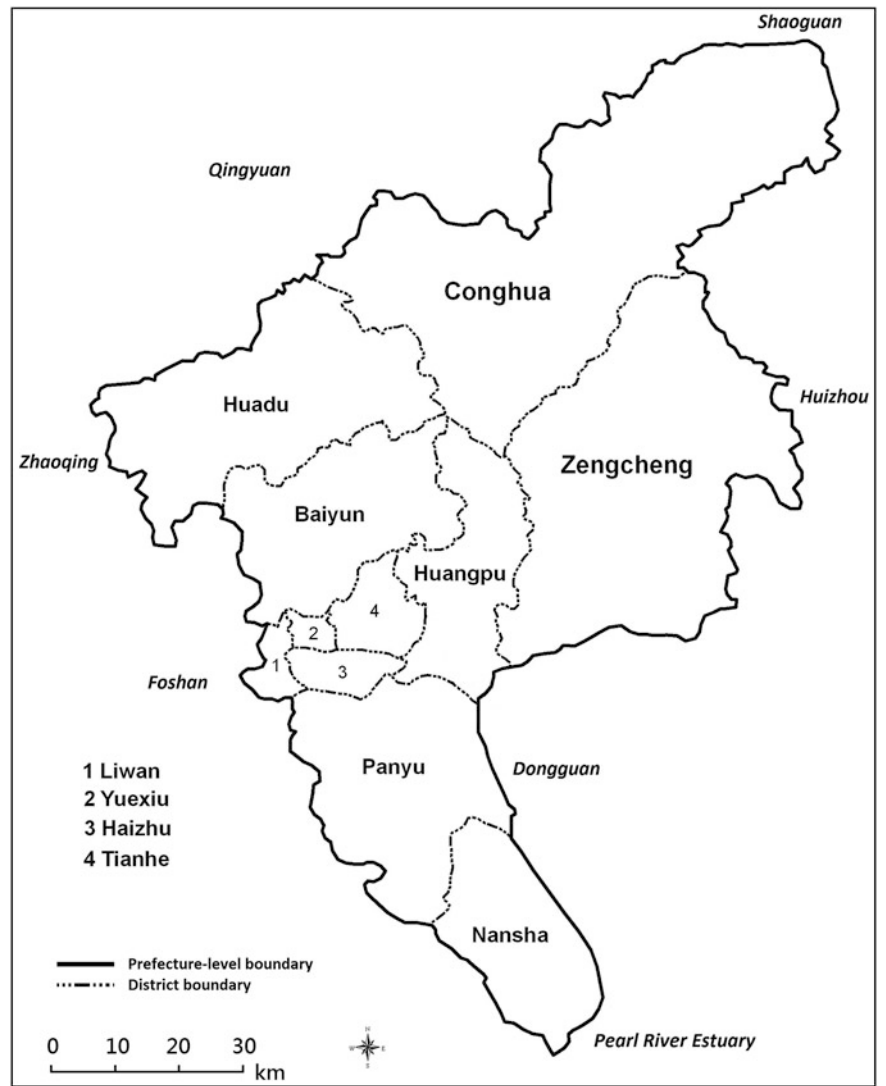 Shaoguan
Qingyuan
Conghua
Huadu
Huizhou
Zhaoqing
Zengcheng
Baiyun
Huangpu
4
2
1
3
Foshan
Panyu
Dongguan
1 Liwan
2 Yuexiu
3 Haizhu
4 Tianhe
Nansha
Prefecture-level boundary
District boundary
Pearl River Estuary
0 10 20 30
km
N
W E
S